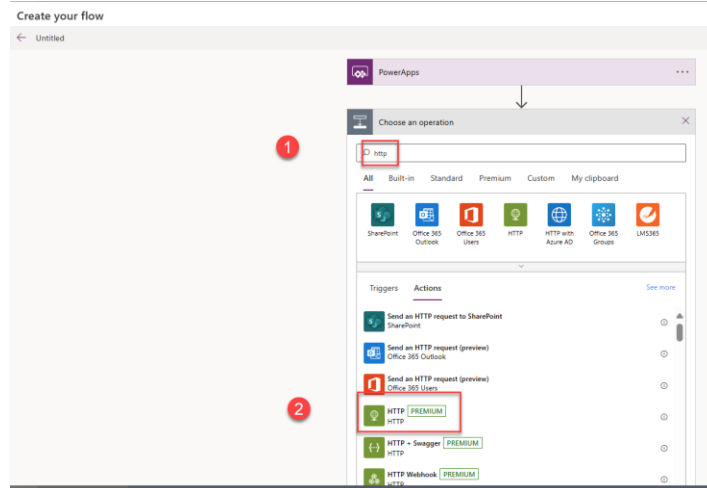 Create your flow
Untitled
PowerApps
Choose an operation
1
http
All Built-in Standard Premium Custom My clipboard
SharePoint Office 365 Outlook Office 365 Users HTTP HTTP with Azure AD Office 365 Groups LMS365
Triggers Actions See more
Send an HTTP request to SharePoint
SharePoint
Send an HTTP request (preview)
Office 365 Outlook
Send an HTTP request (preview)
Office 365 Users
2
HTTP PREMIUM
HTTP
HTTP + Swagger PREMIUM
HTTP
HTTP Webhook PREMIUM
HTTP